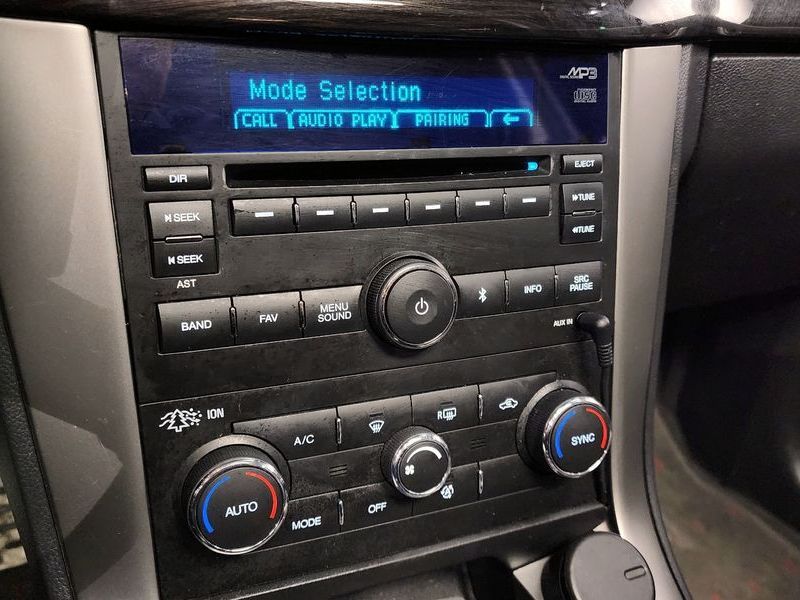 Mode Selection
CALL AUDIO PLAY PAIRING ←
MP3
DISC
DIR
EJECT
SEEK
TUNE
SEEK
TUNE
AST
BAND
FAV
MENU
SOUND
INFO
SRC
PAUSE
AUX IN
ION
A/C
R
AUTO
MODE
OFF
SYNC